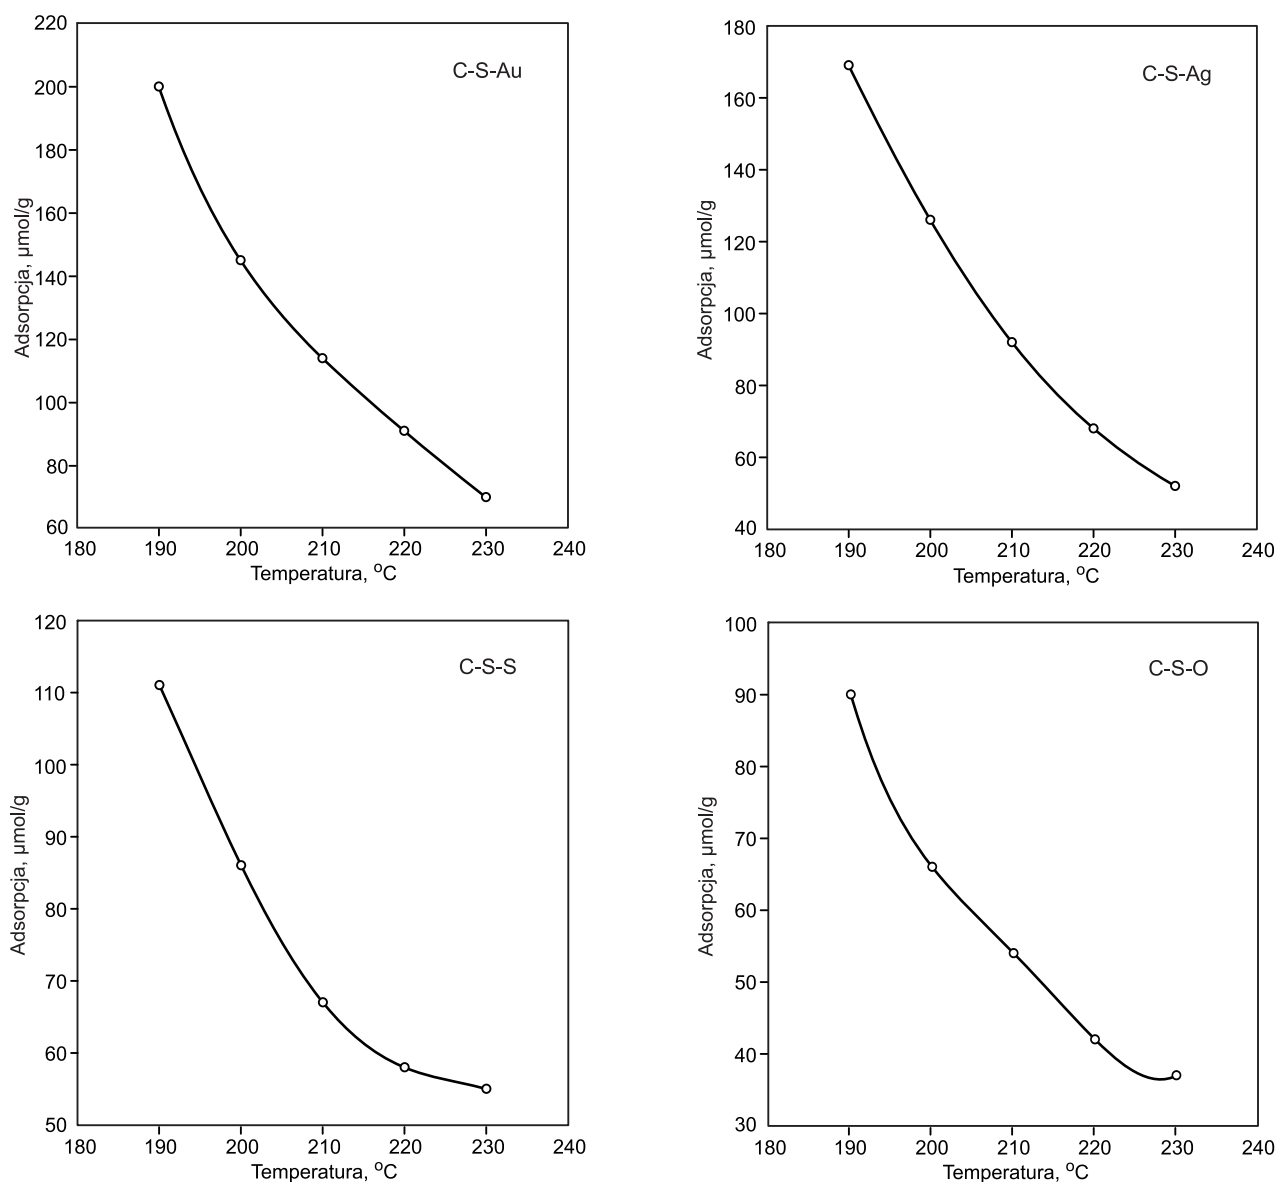 220
200
180
160
140
120
100
80
60
Adsorpcja, µmol/g
C-S-Au
180 190 200 210 220 230 240
Temperatura, °C
180
160
140
120
100
80
60
40
Adsorpcja, µmol/g
C-S-Ag
180 190 200 210 220 230 240
Temperatura, °C
120
110
100
90
80
70
60
50
Adsorpcja, µmol/g
C-S-S
180 190 200 210 220 230 240
Temperatura, °C
100
90
80
70
60
50
40
30
Adsorpcja, µmol/g
C-S-O
180 190 200 210 220 230 240
Temperatura, °C